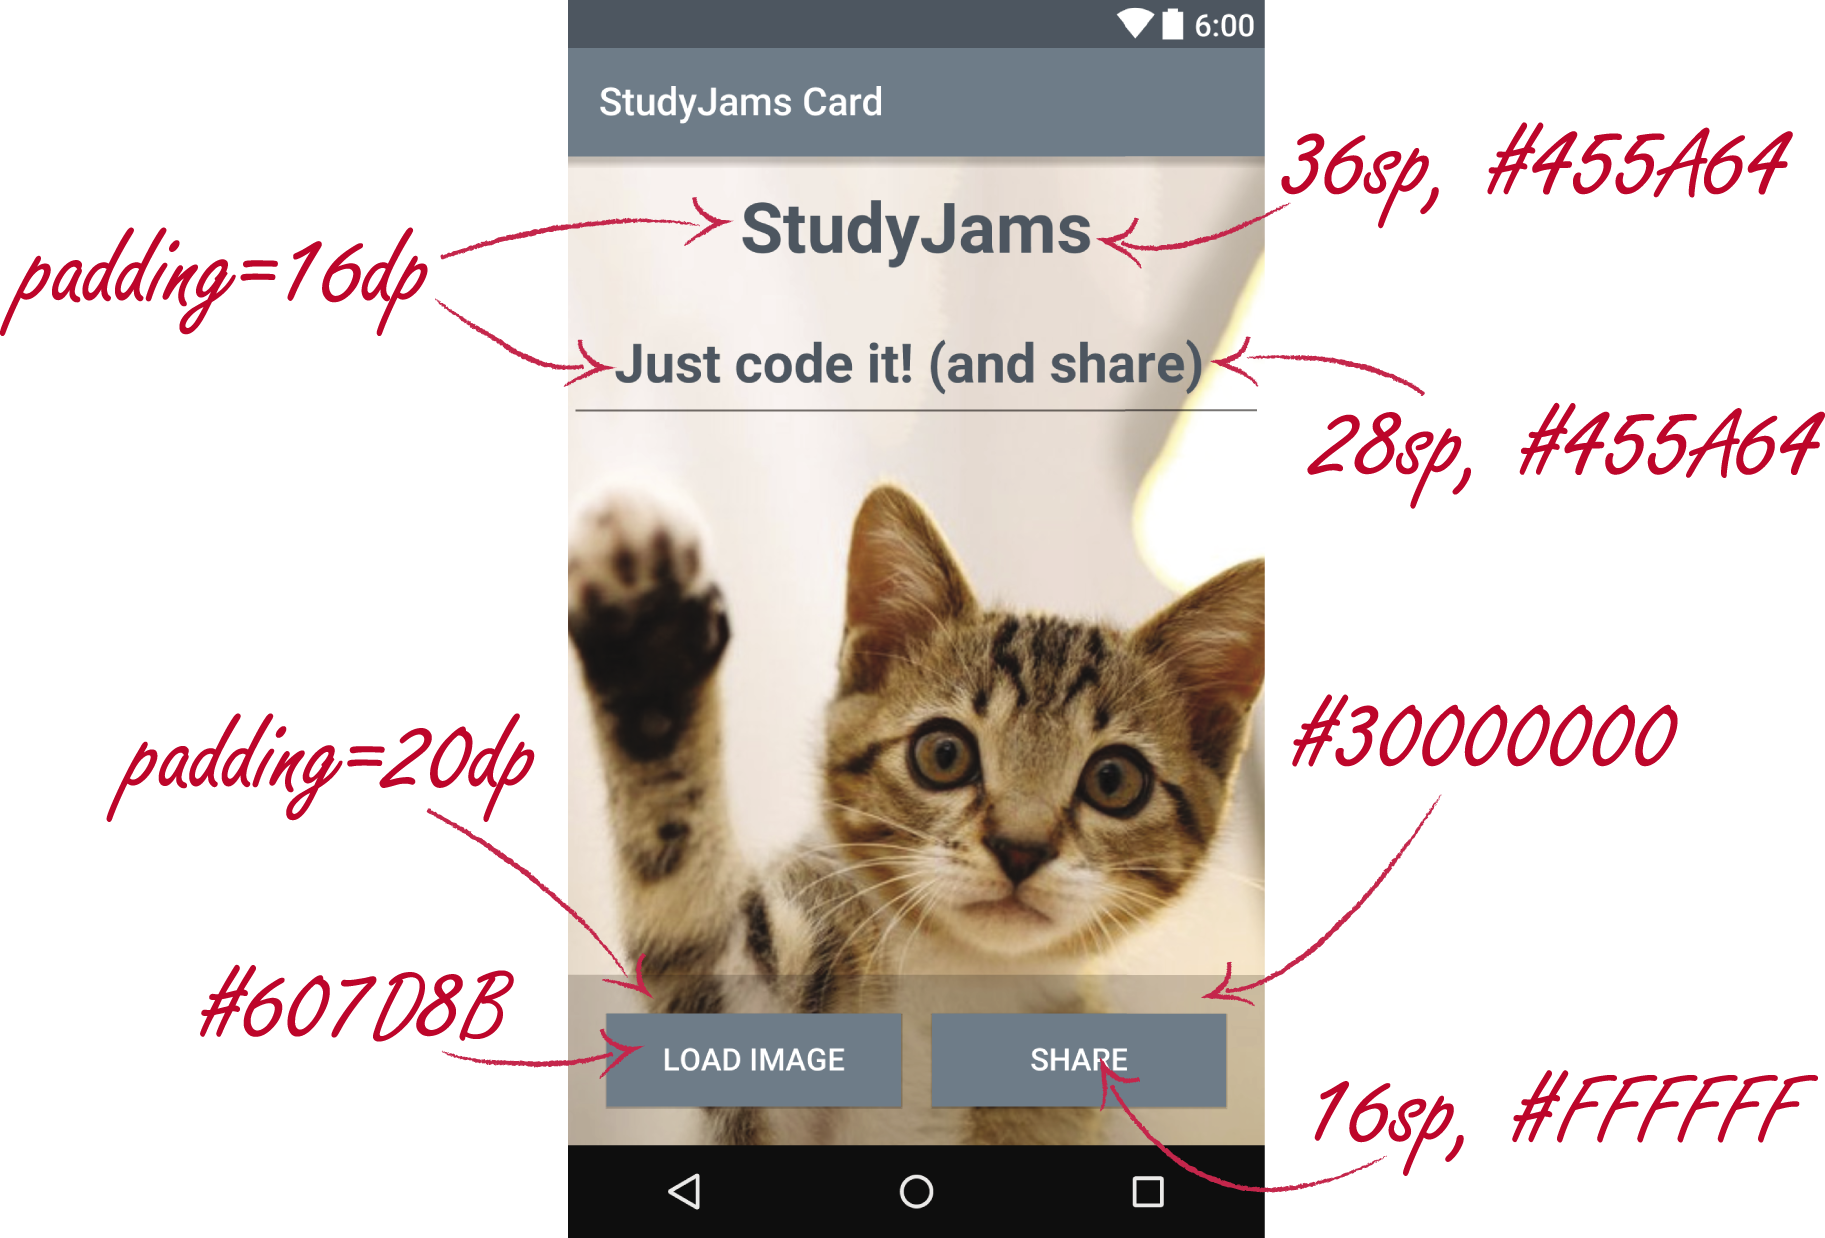 6:00
StudyJams Card
36sp, #455A64
StudyJams
padding=16dp
Just code it! (and share)
28sp, #455A64
#30000000
padding=20dp
#607D8B
LOAD IMAGE
SHARE
16sp, #FFFFFF